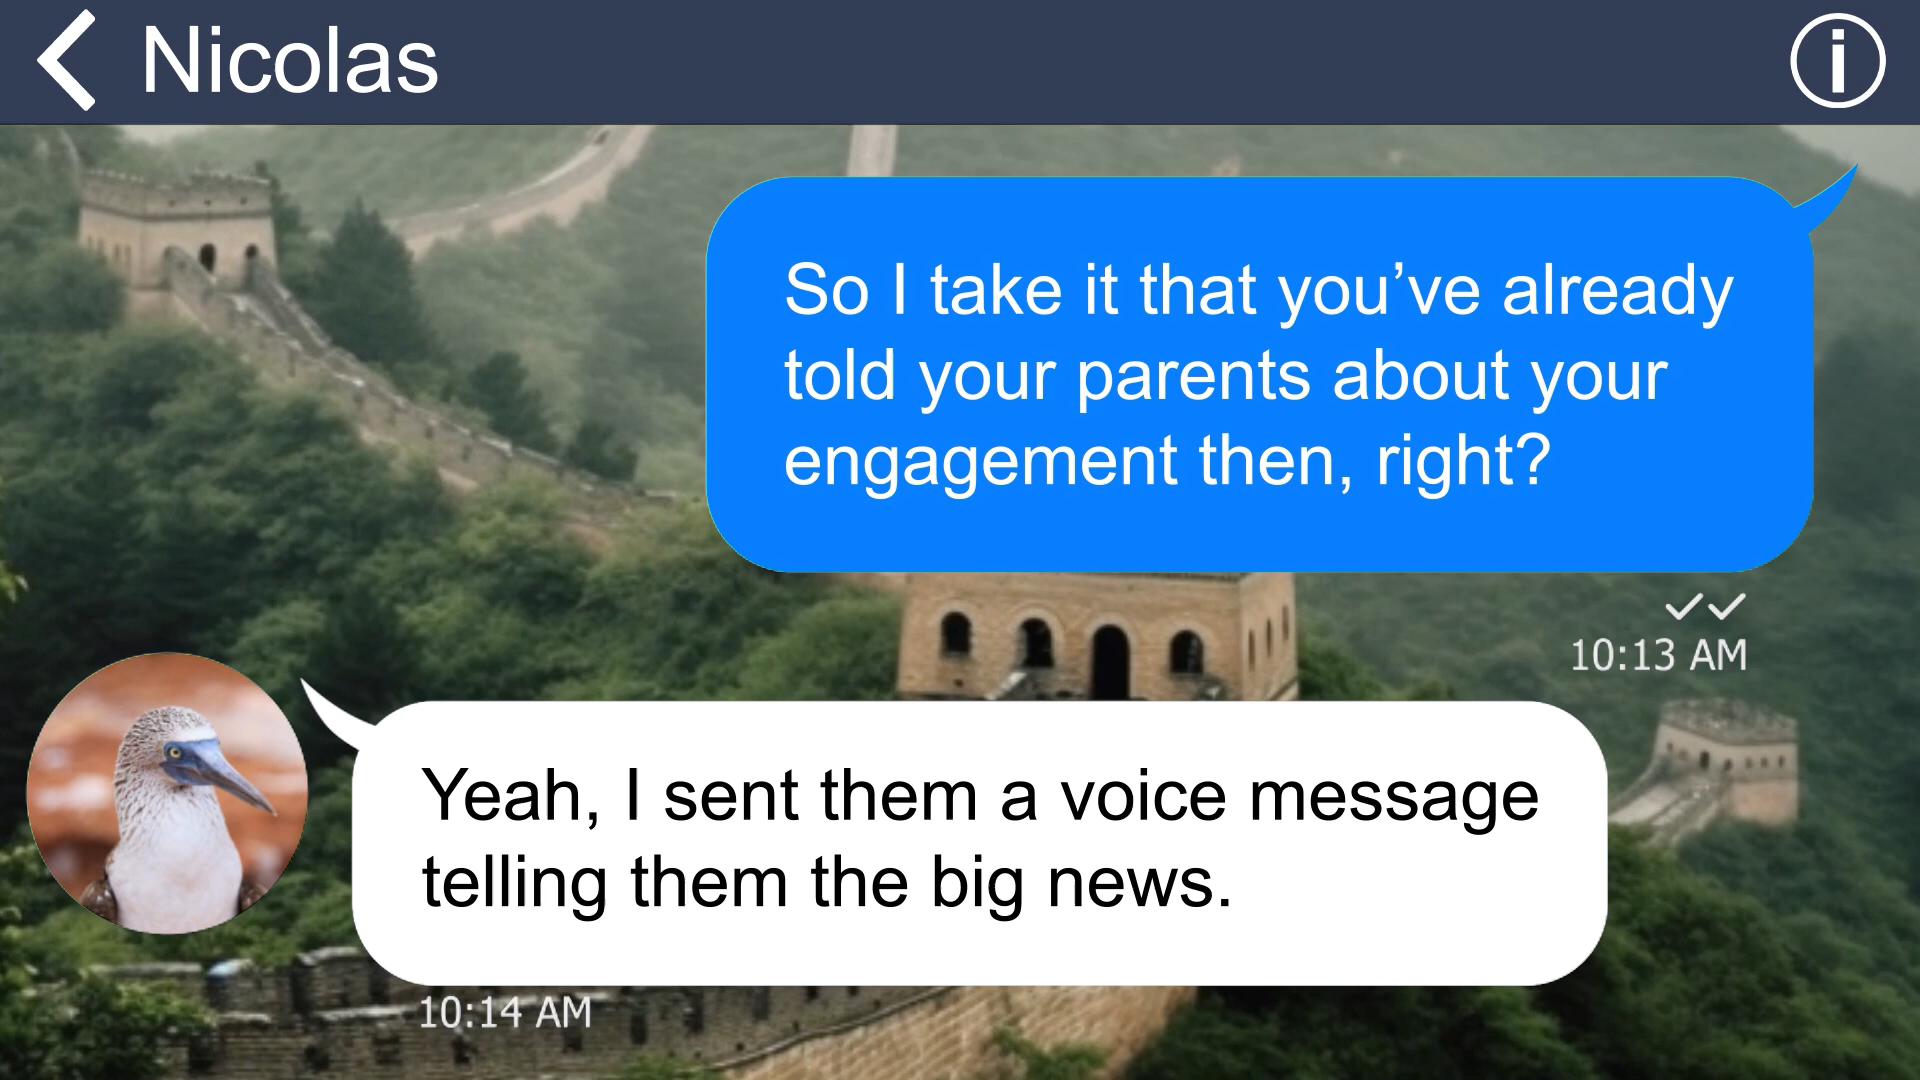 Nicolas
So I take it that you’ve already
told your parents about your
engagement then, right?
10:13 AM
Yeah, I sent them a voice message
telling them the big news.
10:14 AM